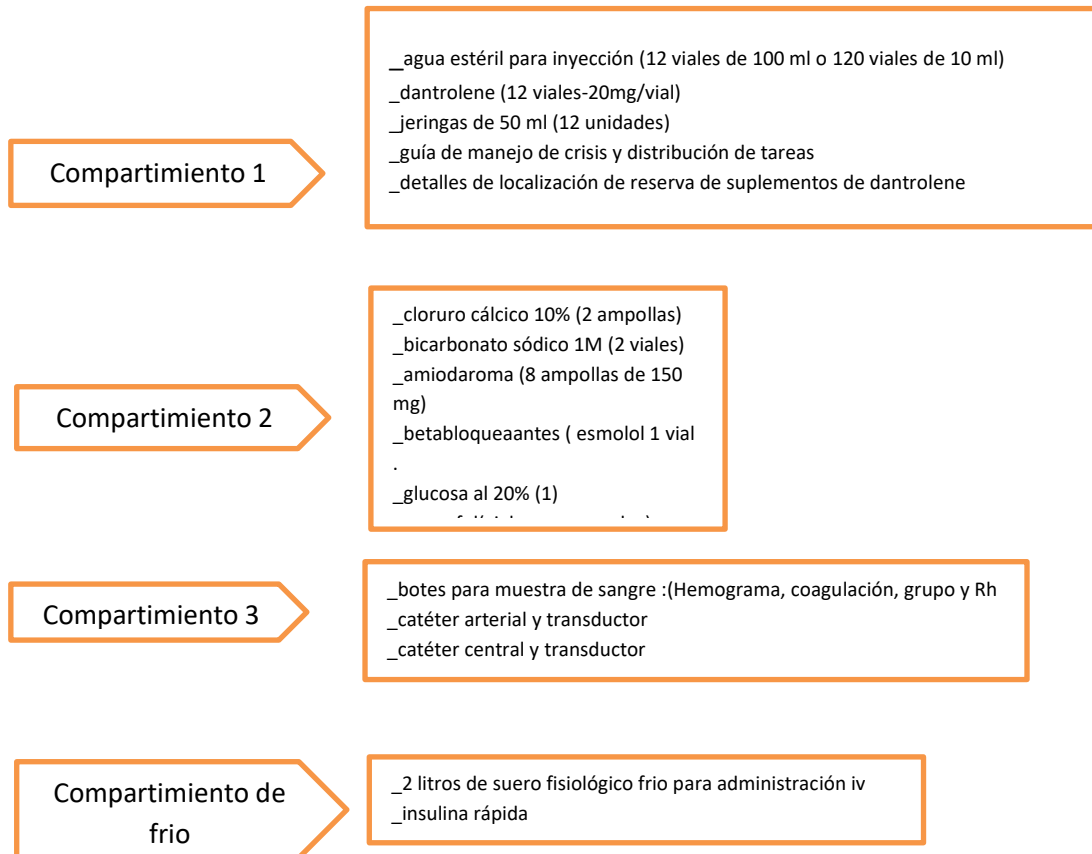 _agua estéril para inyección (12 viales de 100 ml o 120 viales de 10 ml)
_dantrolene (12 viales-20mg/vial)
_jeringas de 50 ml (12 unidades)
_guía de manejo de crisis y distribución de tareas
_detalles de localización de reserva de suplementos de dantrolene
Compartimiento 1
_cloruro cálcico 10% (2 ampollas)
_bicarbonato sódico 1M (2 viales)
_amiodaroma (8 ampollas de 150
mg)
_betabloqueaantes ( esmolol 1 vial
.
_glucosa al 20% (1)
Compartimiento 2
_botes para muestra de sangre :(Hemograma, coagulación, grupo y Rh
_catéter arterial y transductor
_catéter central y transductor
Compartimiento 3
_2 litros de suero fisiológico frio para administración iv
_insulina rápida
Compartimiento de
frio